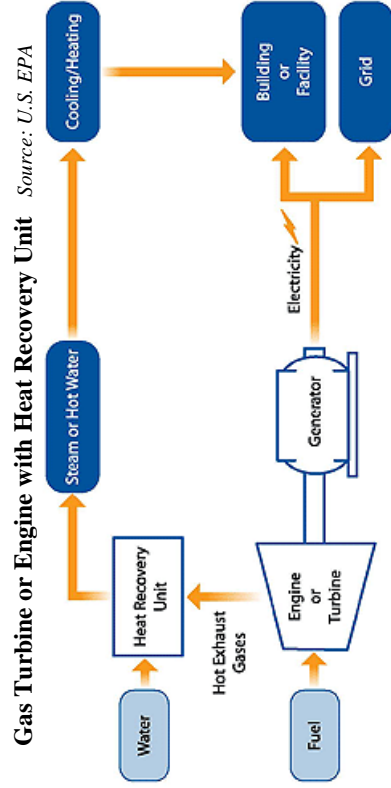 Gas Turbine or Engine with Heat Recovery Unit Source: U.S. EPA
Water
Heat Recovery
Unit
Steam or Hot Water
Cooling/Heating
Hot Exhaust
Gases
Fuel
Engine
or
Turbine
Generator
Electricity
Building
or
Facility
Grid